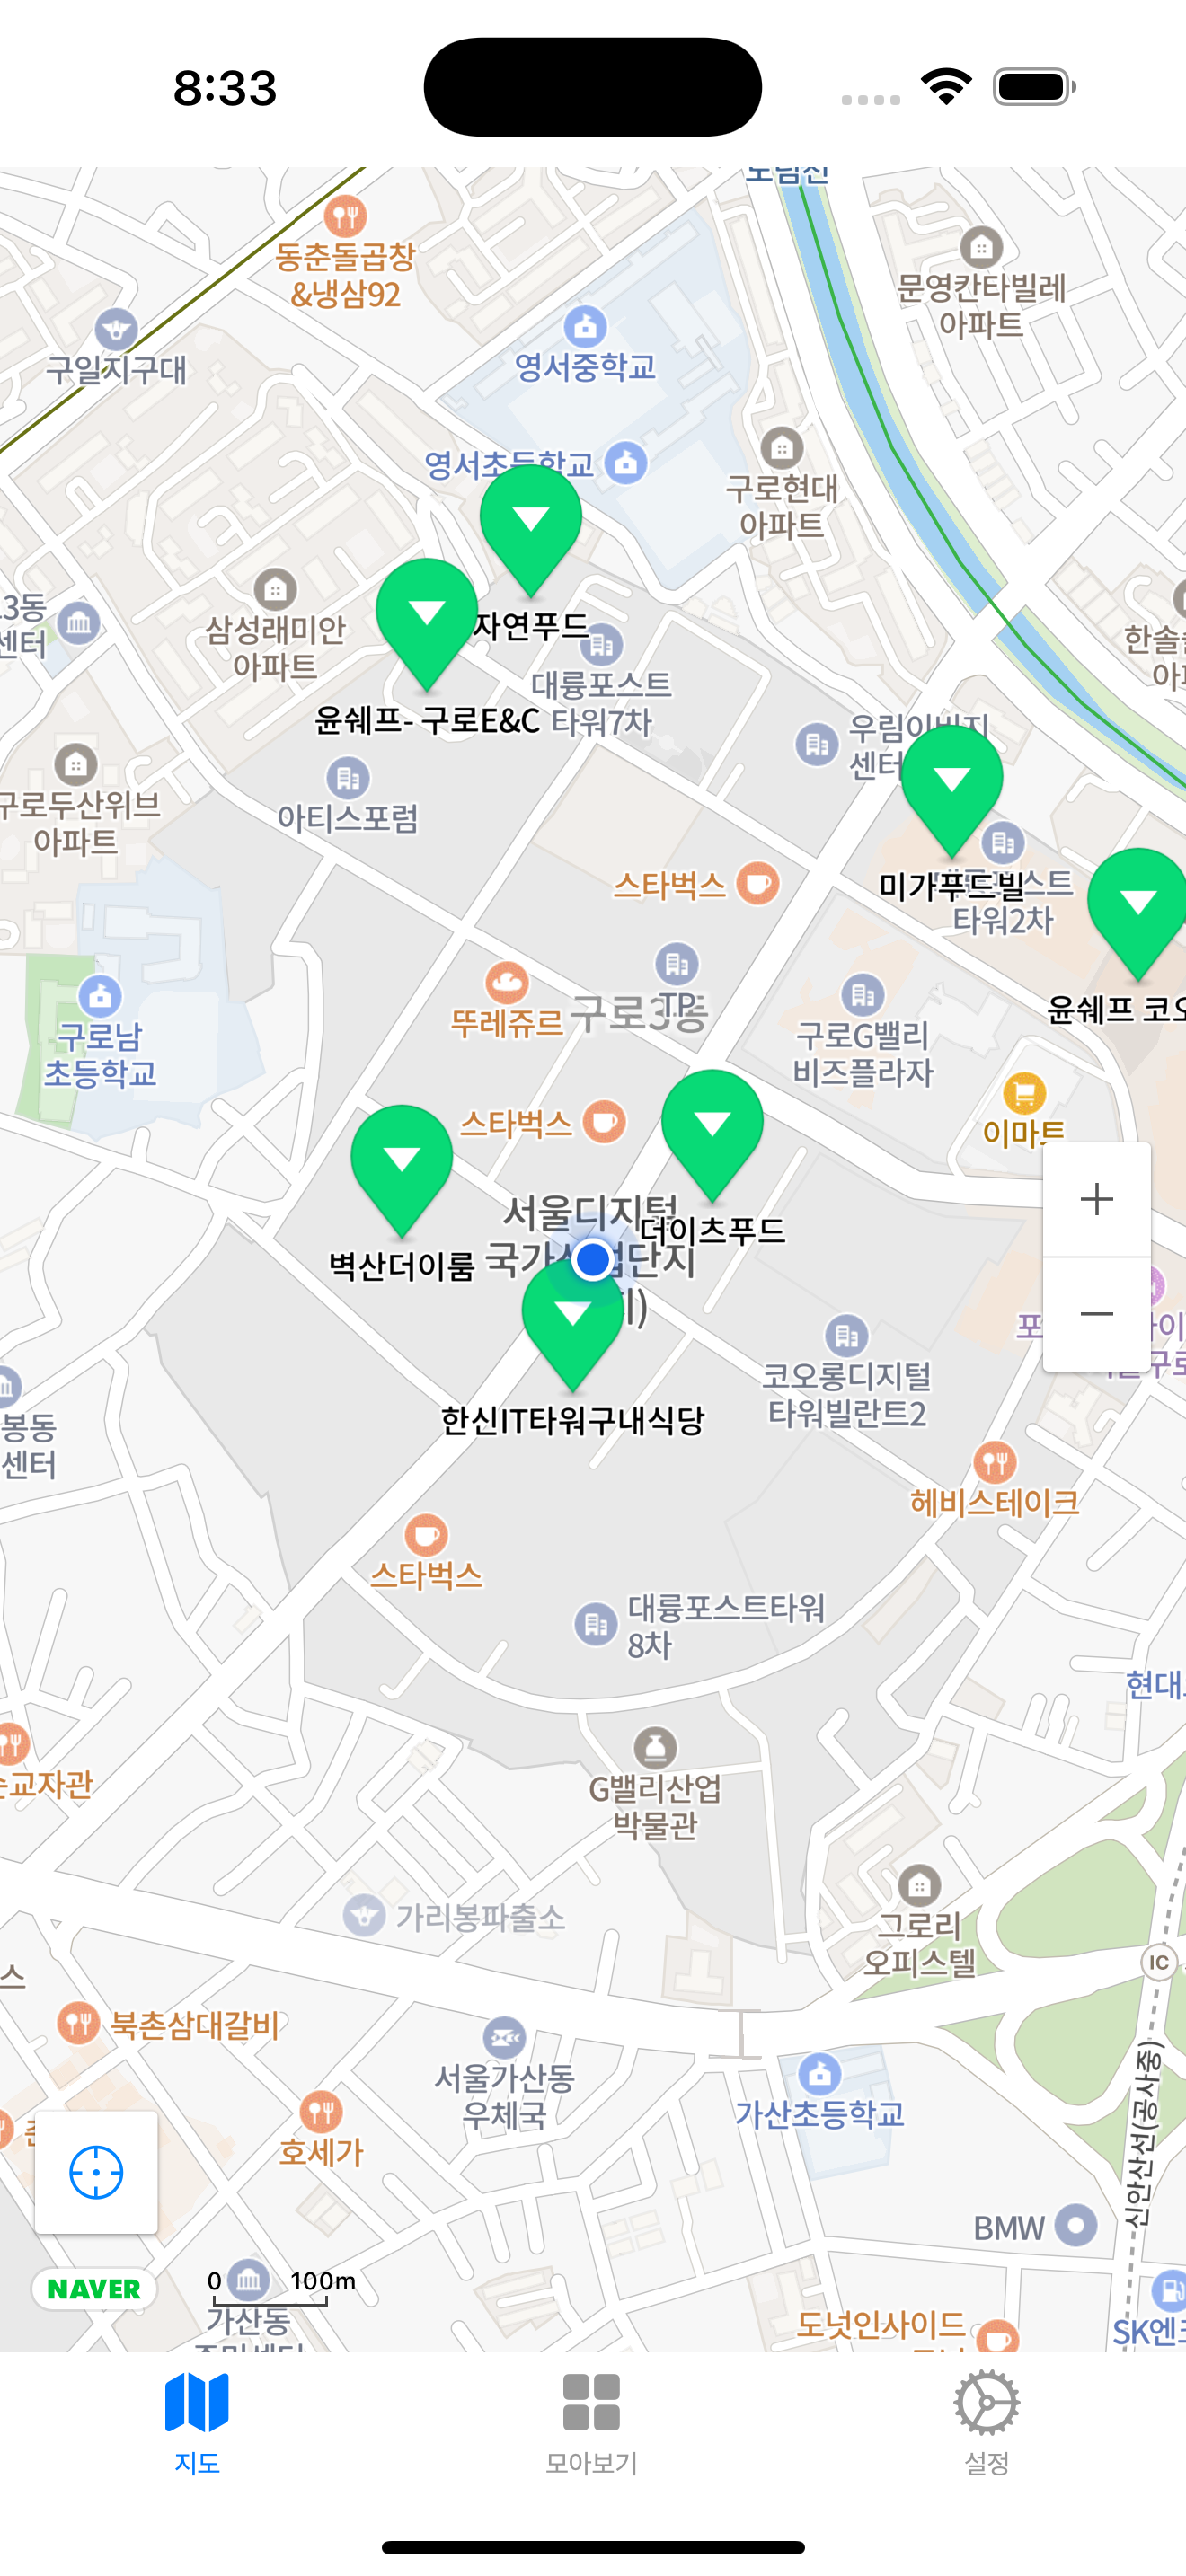 8:33
동춘돌곱창
&냉삼92
문영칸타빌레
아파트
구일지구대
영서중학교
영서초등학교
구로현대
아파트
3동
센터
삼성래미안
아파트
자연푸드
한솔
대륭포스트
타워7차
윤쉐프- 구로E&C
우림이비지
센터
구로두산위브
아파트
아티스포럼
스타벅스
미가푸드빌
타워2차
뚜레쥬르
구로3동
TP
윤쉐프 코오
구로남
초등학교
구로G밸리
비즈플라자
스타벅스
이마트
서울디지털
더이츠푸드
벽산더이룸
코오롱디지털
타워빌란트2
한신IT타워구내식당
봉동
센터
헤비스테이크
스타벅스
대륭포스트타워
8차
현대
교자관
G밸리산업
박물관
가리봉파출소
그로리
오피스텔
IC
스
북촌삼대갈비
서울가산동
우체국
가산초등학교
호세가
신안산선(공사중)
BMW
NAVER
0 100m
가산동
도넛인사이드
SK엔
지도
모아보기
설정